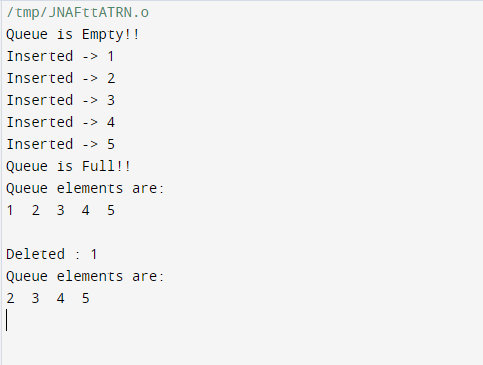 /tmp/JNAFttATRN.o
Queue is Empty!!
Inserted -> 1
Inserted -> 2
Inserted -> 3
Inserted -> 4
Inserted -> 5
Queue is Full!!
Queue elements are:
1  2  3  4  5
Deleted : 1
Queue elements are:
2  3  4  5